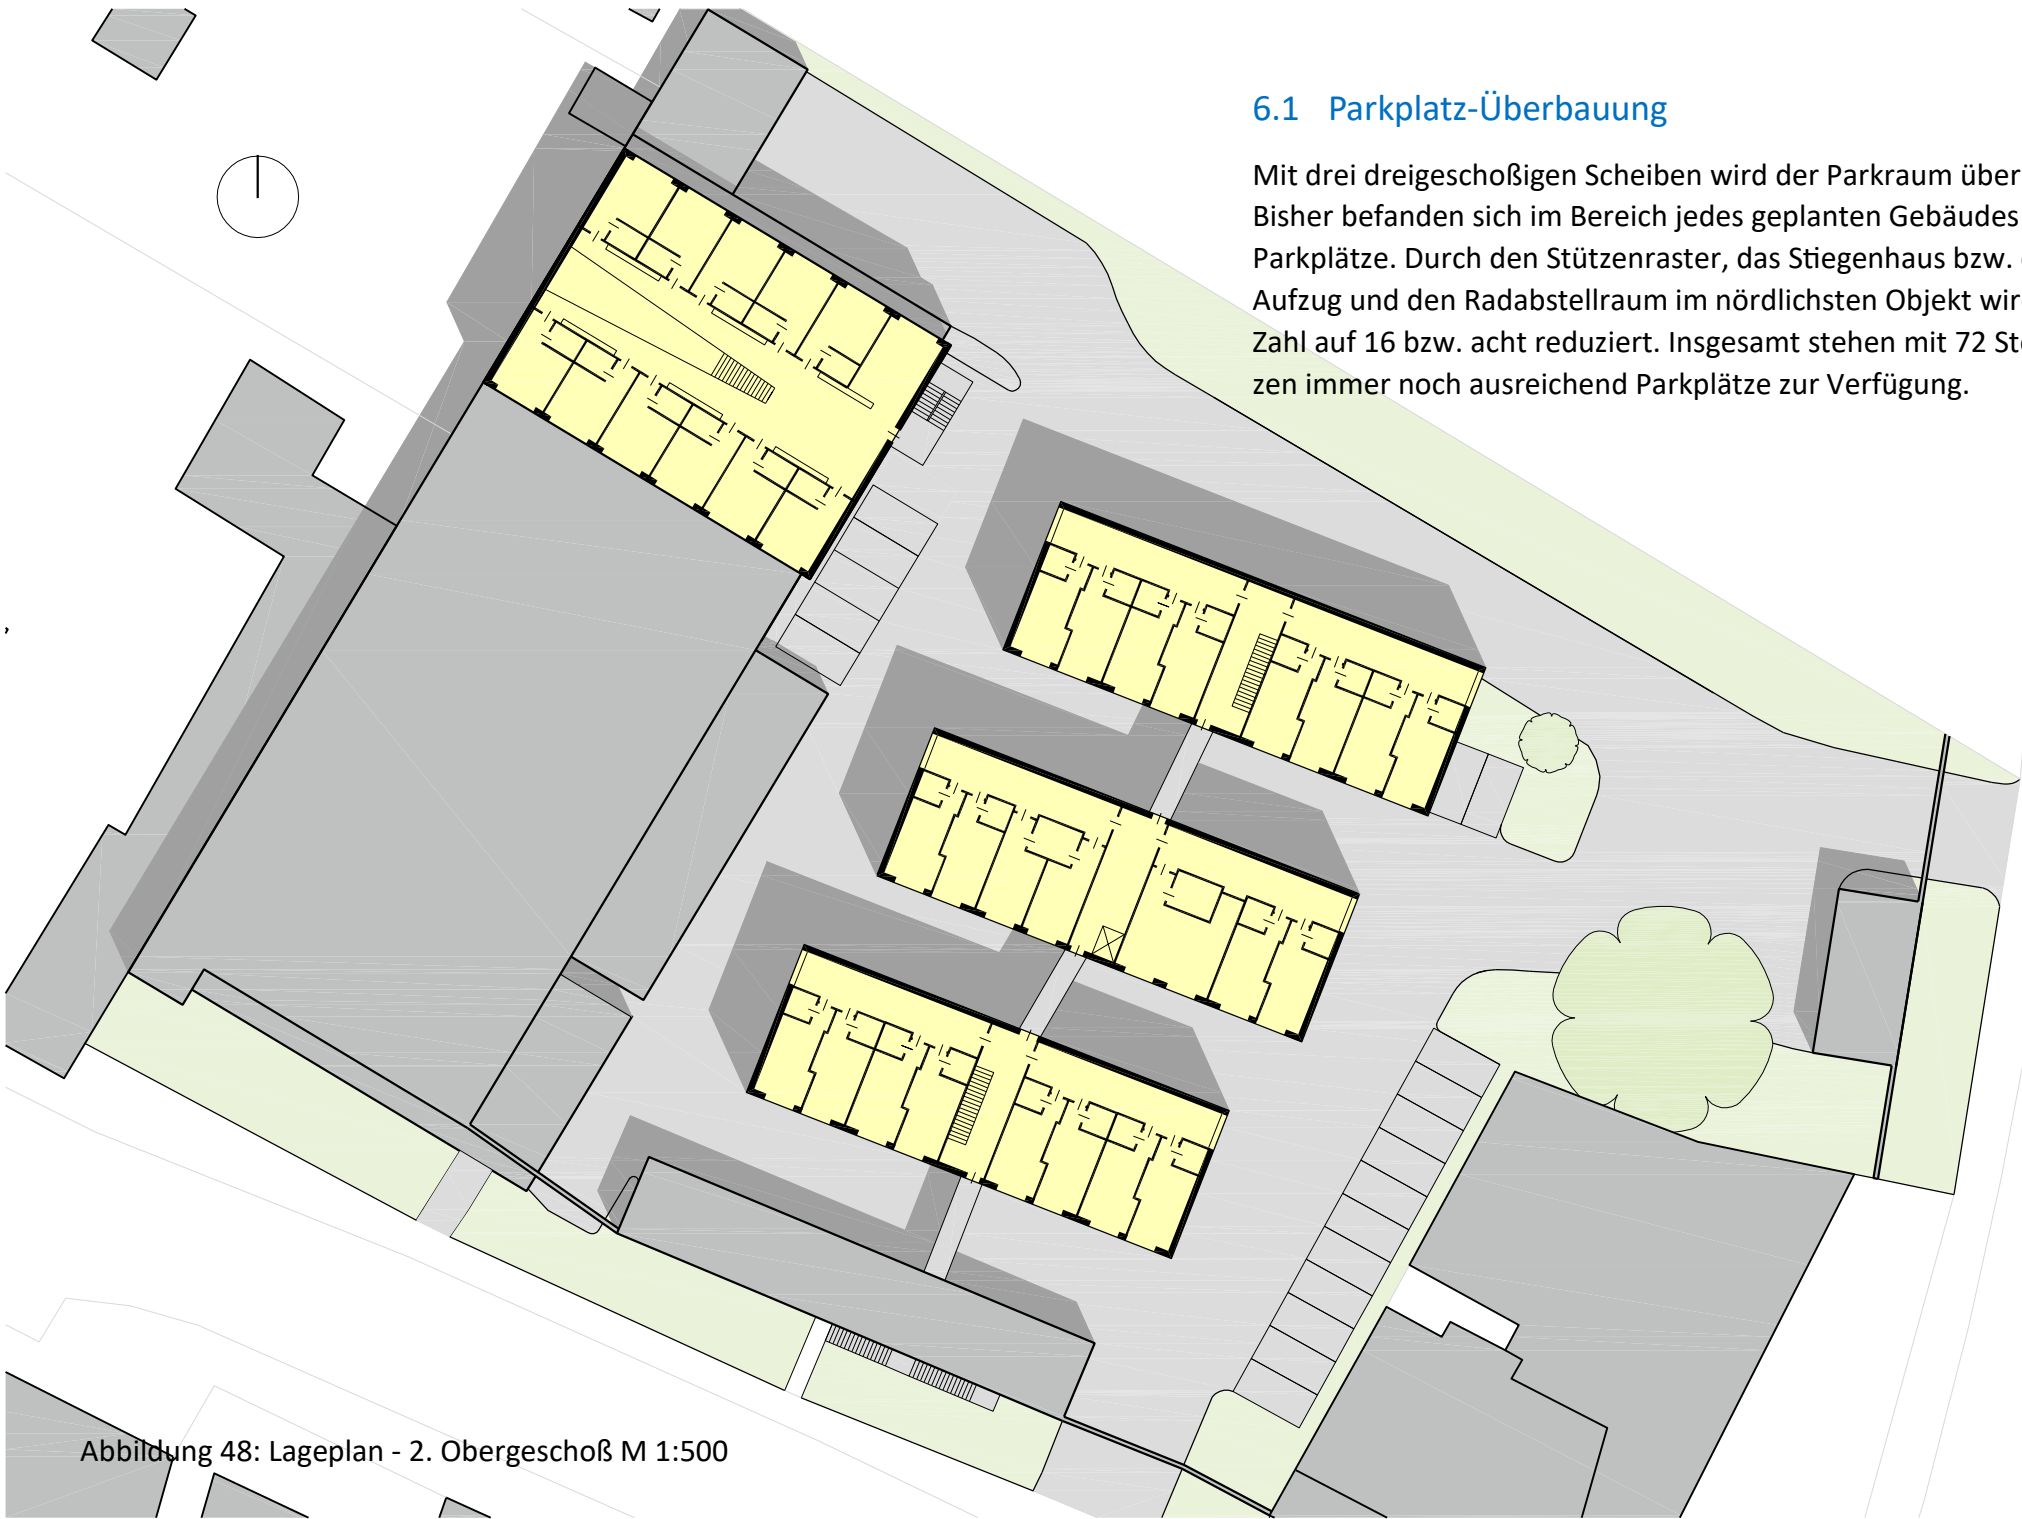 6.1 Parkplatz-Überbauung
Mit drei dreigeschoßigen Scheiben wird der Parkraum über
Bisher befanden sich im Bereich jedes geplanten Gebäudes
Parkplätze. Durch den Stützenraster, das Stiegenhaus bzw.
Aufzug und den Radabstellraum im nördlichsten Objekt wir
Zahl auf 16 bzw. acht reduziert. Insgesamt stehen mit 72 Ste
zen immer noch ausreichend Parkplätze zur Verfügung.
Abbildung 48: Lageplan - 2. Obergeschoß M 1:500